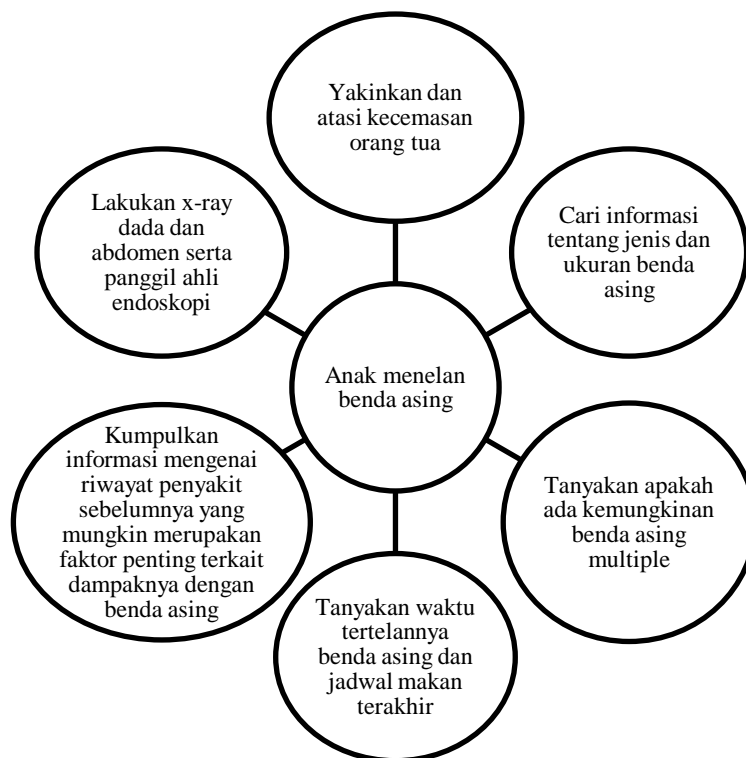 Yakinkan dan
atasi kecemasan
orang tua
Cari informasi
tentang jenis dan
ukuran benda
asing
Tanyakan apakah
ada kemungkinan
benda asing
multiple
Tanyakan waktu
tertelannya
benda asing dan
jadwal makan
terakhir
Kumpulkan
informasi mengenai
riwayat penyakit
sebelumnya yang
mungkin merupakan
faktor penting terkait
dampaknya dengan
benda asing
Lakukan x-ray
dada dan
abdomen serta
panggil ahli
endoskopi
Anak menelan
benda asing